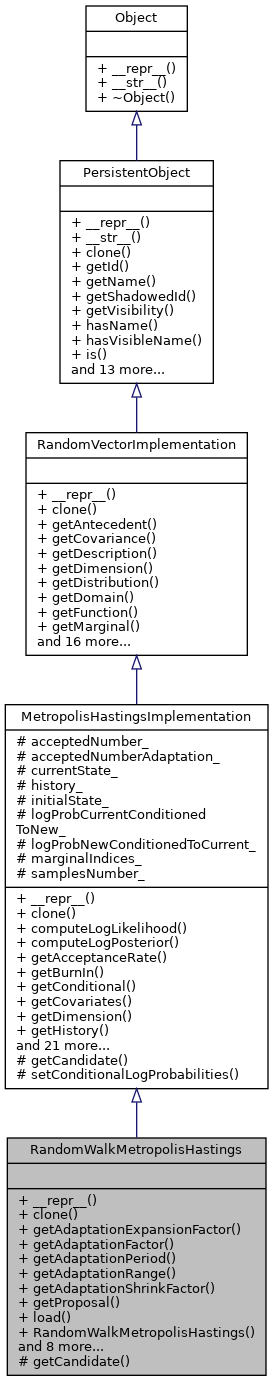 Object
+ __repr__()
+ __str__()
+ ~Object()
PersistentObject
+ __repr__()
+ __str__()
+ clone()
+ getId()
+ getName()
+ getShadowedId()
+ getVisibility()
+ hasName()
+ hasVisibleName()
+ is()
and 13 more...
RandomVectorImplementation
+ __repr__()
+ clone()
+ getAntecedent()
+ getCovariance()
+ getDescription()
+ getDimension()
+ getDistribution()
+ getDomain()
+ getFunction()
+ getMarginal()
and 16 more...
MetropolisHastingsImplementation
# acceptedNumber_
# acceptedNumberAdaptation_
# currentState_
# history_
# initialState_
# logProbCurrentConditioned
ToNew_
# logProbNewConditionedToCurrent_
# marginalIndices_
# samplesNumber_
+ __repr__()
+ clone()
+ computeLogLikelihood()
+ computeLogPosterior()
+ getAcceptanceRate()
+ getBurnIn()
+ getConditional()
+ getCovariates()
+ getDimension()
+ getHistory()
and 21 more...
# getCandidate()
# setConditionalLogProbabilities()
RandomWalkMetropolisHastings
+ __repr__()
+ clone()
+ getAdaptationExpansionFactor()
+ getAdaptationFactor()
+ getAdaptationPeriod()
+ getAdaptationRange()
+ getAdaptationShrinkFactor()
+ getProposal()
+ load()
+ RandomWalkMetropolisHastings()
and 8 more...
# getCandidate()